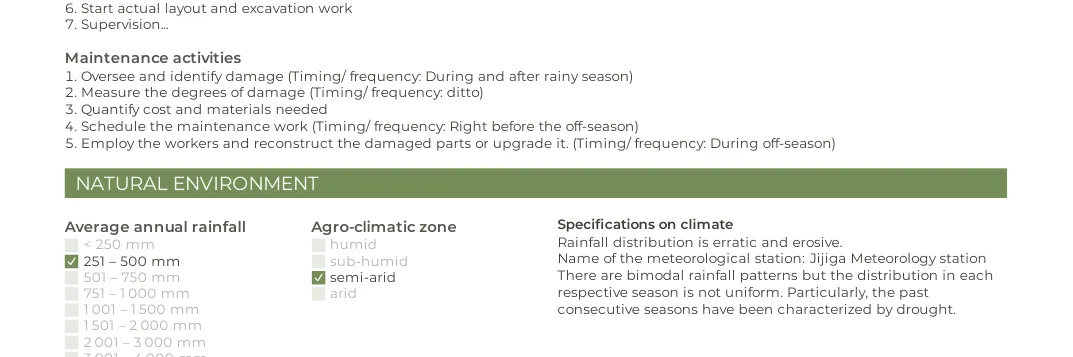 6. Start actual layout and excavation work
7. Supervision...
Maintenance activities
1. Oversee and identify damage (Timing/ frequency: During and after rainy season)
2. Measure the degrees of damage (Timing/ frequency: ditto)
3. Quantify cost and materials needed
4. Schedule the maintenance work (Timing/ frequency: Right before the off-season)
5. Employ the workers and reconstruct the damaged parts or upgrade it. (Timing/ frequency: During off-season)
NATURAL ENVIRONMENT
Average annual rainfall
< 250 mm
251 – 500 mm
501 – 750 mm
751 – 1 000 mm
1 001 – 1 500 mm
1 501 – 2 000 mm
2 001 – 3 000 mm
3 001 – 4 000 mm
Agro-climatic zone
humid
sub-humid
semi-arid
arid
Specifications on climate
Rainfall distribution is erratic and erosive.
Name of the meteorological station: Jijiga Meteorology station
There are bimodal rainfall patterns but the distribution in each
respective season is not uniform. Particularly, the past
consecutive seasons have been characterized by drought.